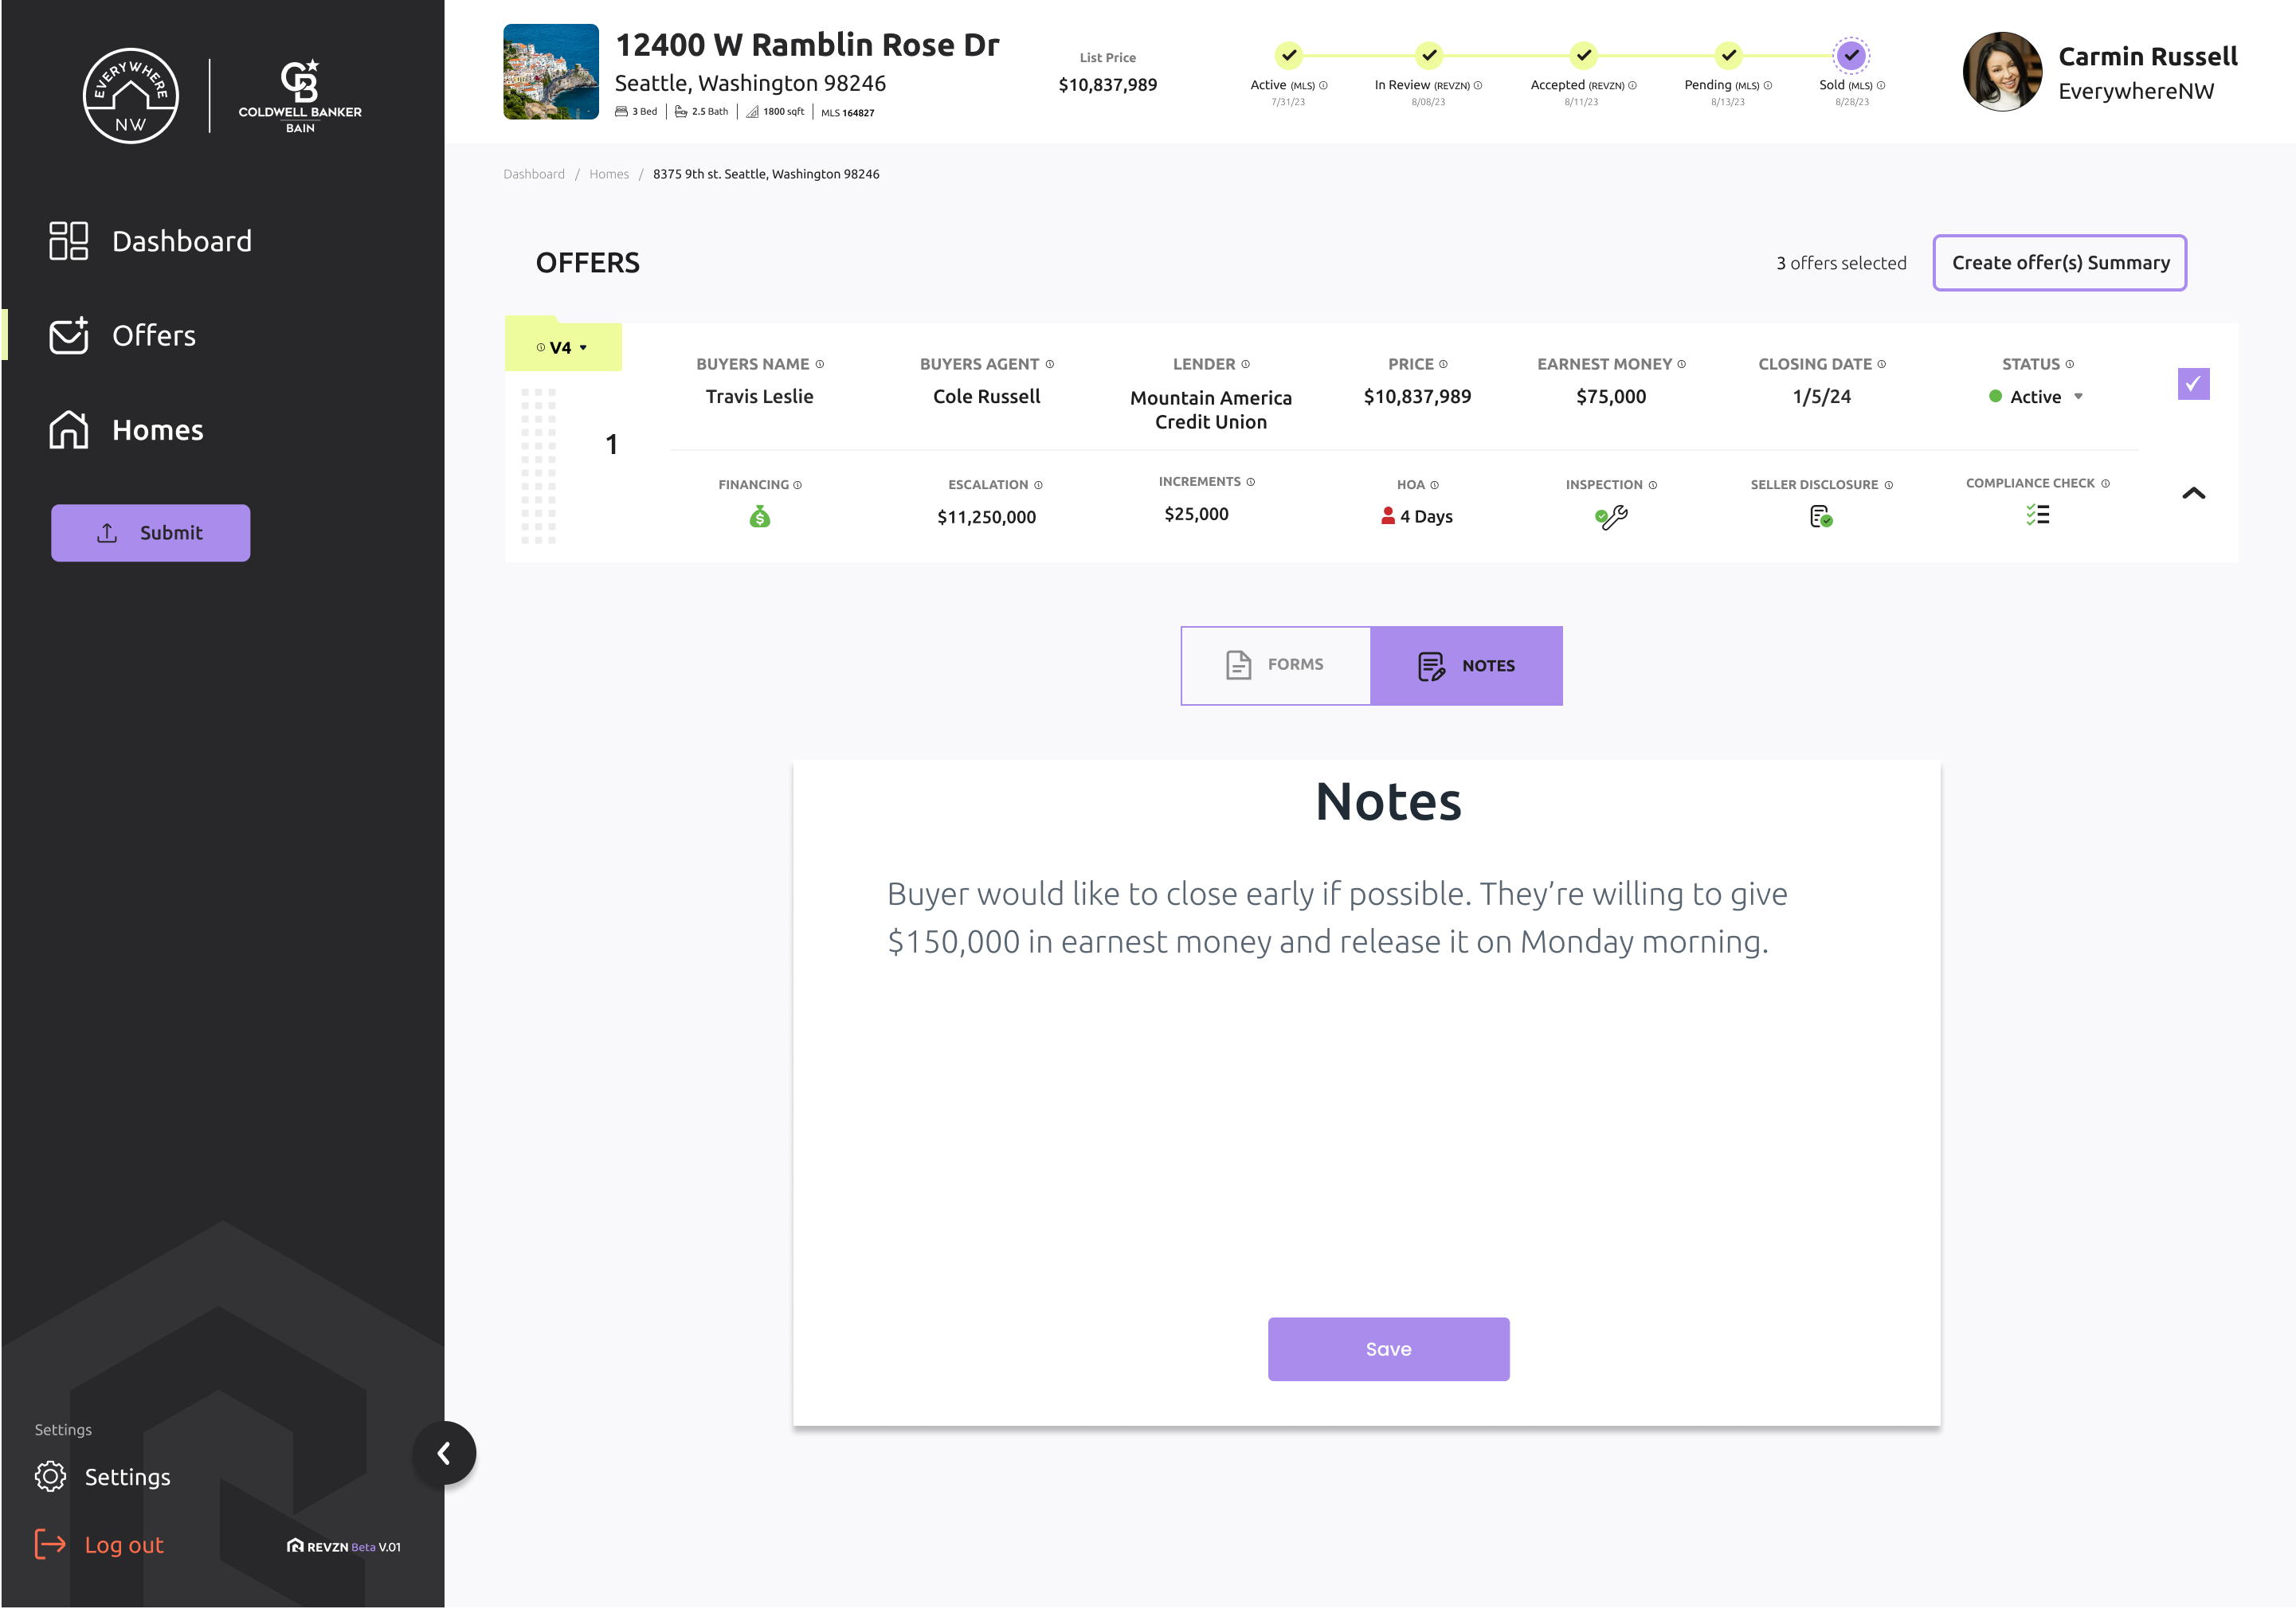 EVERYWHERE
NW
CB
COLDWELL BANKER
BAIN
Dashboard
Offers
Homes
Submit
Settings
Settings
Log out
REVZN Beta V.01
12400 W Ramblin Rose Dr
Seattle, Washington 98246
3 Bed
2.5 Bath
1800 sqft
MLS 164827
List Price
$10,837,989
Active (MLS)
7/31/23
In Review (REVZN)
8/08/23
Accepted (REVZN)
8/11/23
Pending (MLS)
8/13/23
Sold (MLS)
8/28/23
Carmin Russell
EverywhereNW
Dashboard / Homes / 8375 9th st. Seattle, Washington 98246
OFFERS
3 offers selected
Create offer(s) Summary
V4
1
BUYERS NAME
Travis Leslie
BUYERS AGENT
Cole Russell
LENDER
Mountain America
Credit Union
PRICE
$10,837,989
EARNEST MONEY
$75,000
CLOSING DATE
1/5/24
STATUS
Active
FINANCING
ESCALATION
$11,250,000
INCREMENTS
$25,000
HOA
4 Days
INSPECTION
SELLER DISCLOSURE
COMPLIANCE CHECK
FORMS
NOTES
Notes
Buyer would like to close early if possible. They’re willing to give
$150,000 in earnest money and release it on Monday morning.
Save